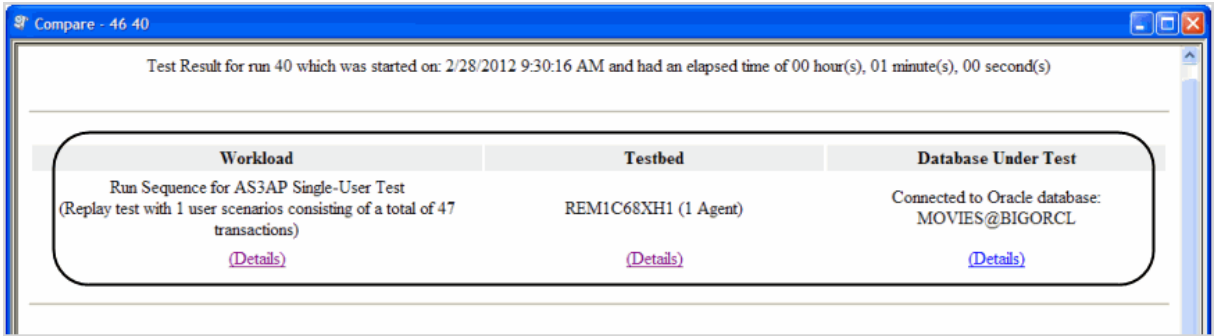 Compare - 46 40
Test Result for run 40 which was started on: 2/28/2012 9:30:16 AM and had an elapsed time of 00 hour(s), 01 minute(s), 00 second(s)
Workload
Testbed
Database Under Test
Run Sequence for AS3AP Single-User Test
(Replay test with 1 user scenarios consisting of a total of 47
transactions)
REM1C68XH1 (1 Agent)
Connected to Oracle database:
MOVIES@BIGORCL
(Details)
(Details)
(Details)